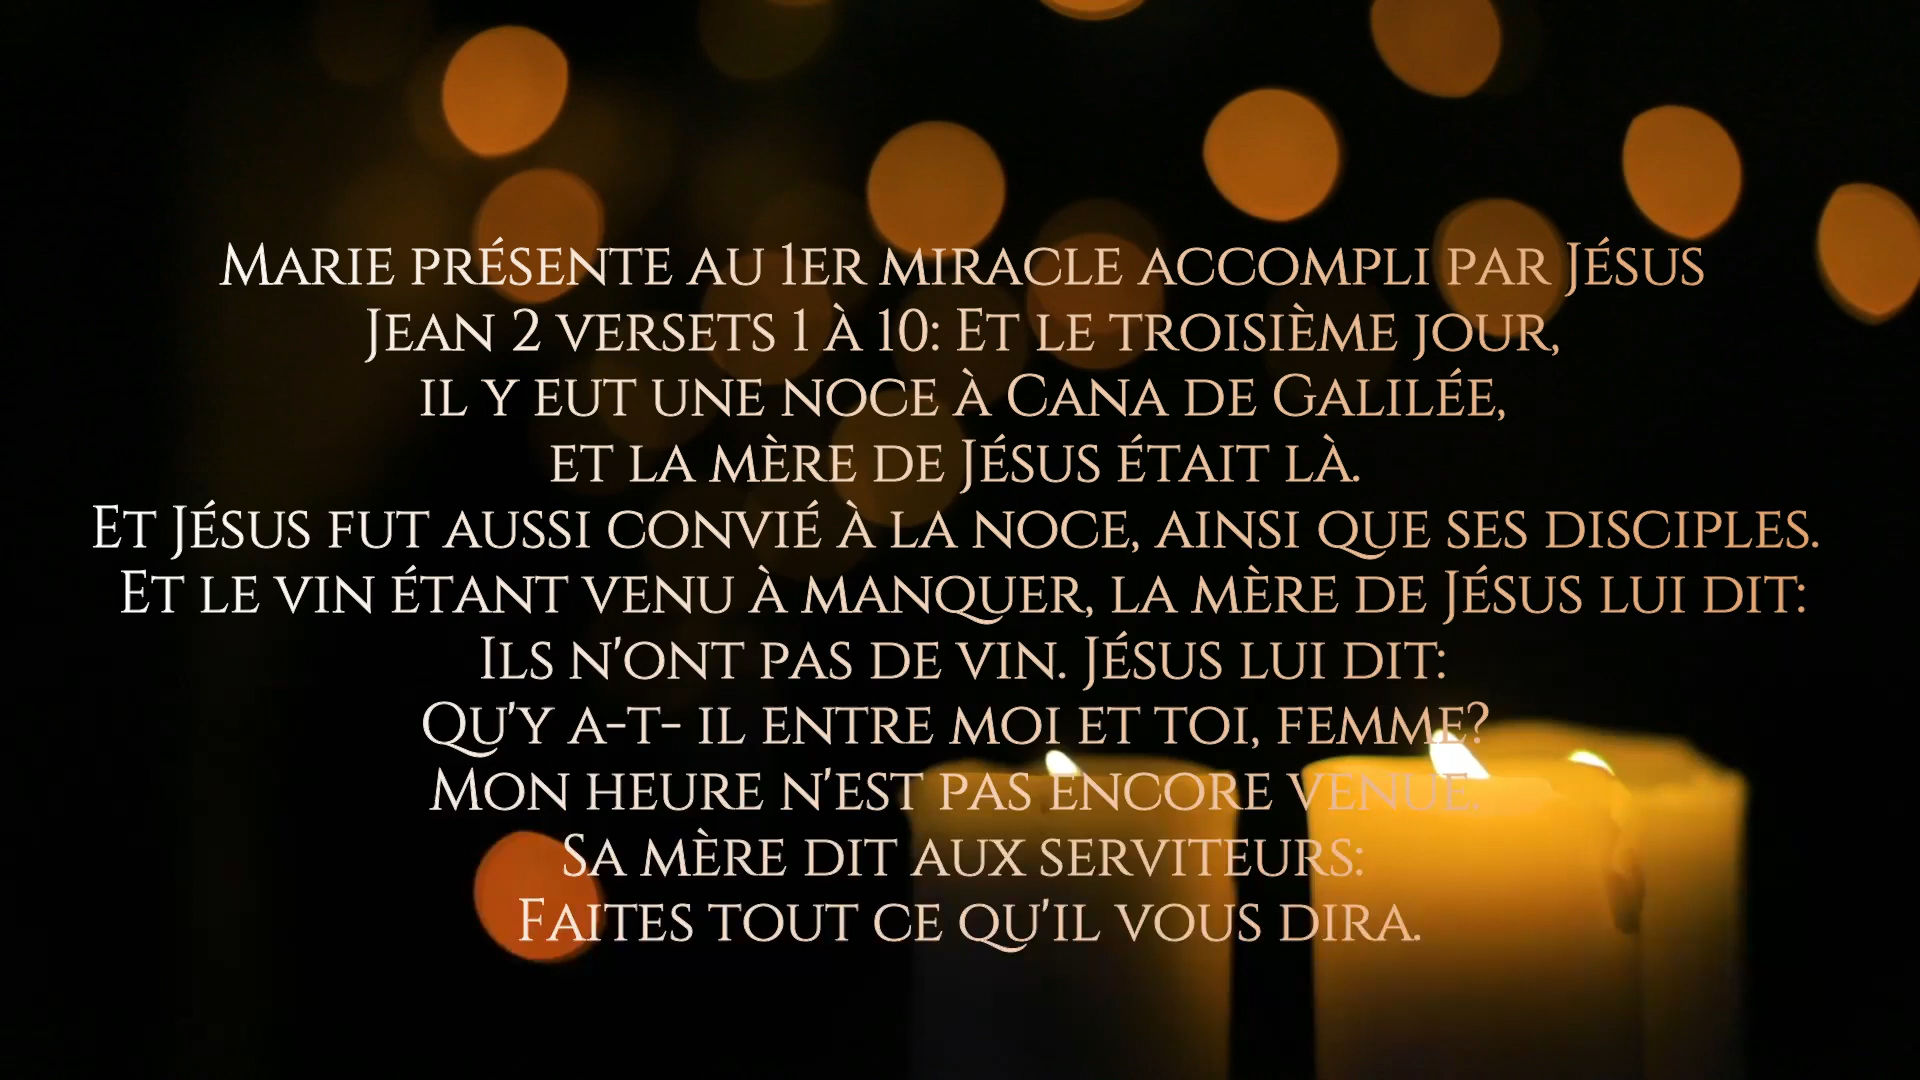 Marie présente au 1er miracle accompli par Jésus
Jean 2 versets 1 à 10: Et le troisième jour,
il y eut une noce à Cana de Galilée,
et la mère de Jésus était là.
Et Jésus fut aussi convié à la noce, ainsi que ses disciples.
Et le vin étant venu à manquer, la mère de Jésus lui dit:
Ils n'ont pas de vin. Jésus lui dit:
Qu'y a-t- il entre moi et toi, femme?
Mon heure n'est pas encore venue.
Sa mère dit aux serviteurs:
Faites tout ce qu'il vous dira.